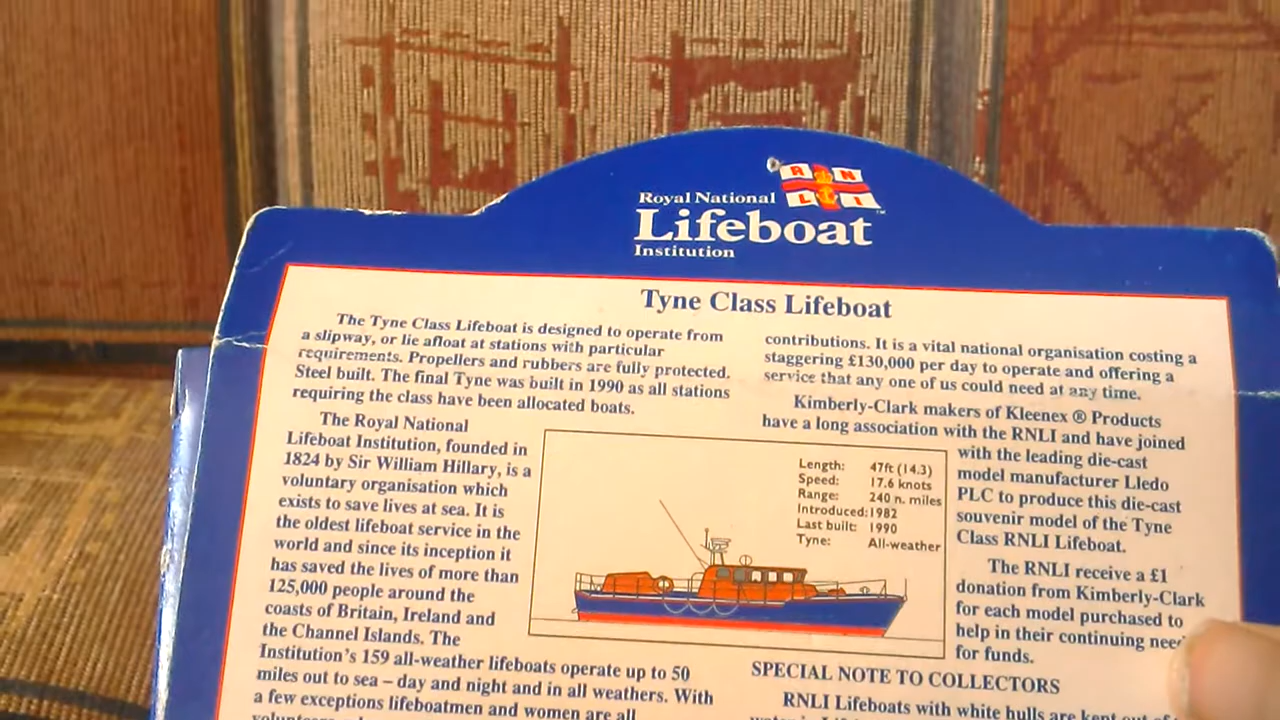 R N
L I
TM
Royal National
Lifeboat
Institution
Tyne Class Lifeboat
The Tyne Class Lifeboat is designed to operate from
a slipway, or lie afloat at stations with particular
requirements. Propellers and rubbers are fully protected.
Steel built. The final Tyne was built in 1990 as all stations
requiring the class have been allocated boats.
The Royal National
Lifeboat Institution, founded in
1824 by Sir William Hillary, is a
voluntary organisation which
exists to save lives at sea. It is
the oldest lifeboat service in the
world and since its inception it
has saved the lives of more than
125,000 people around the
coasts of Britain, Ireland and
the Channel Islands. The
Institution's 159 all-weather lifeboats operate up to 50
miles out to sea – day and night and in all weathers. With
a few exceptions lifeboatmen and women are all
Length: 47ft (14.3)
Speed: 17.6 knots
Range: 240 n. miles
Introduced: 1982
Last built: 1990
Tyne: All-weather
contributions. It is a vital national organisation costing a
staggering £130,000 per day to operate and offering a
service that any one of us could need at any time.
Kimberly-Clark makers of Kleenex ® Products
have a long association with the RNLI and have joined
with the leading die-cast
model manufacturer Lledo
PLC to produce this die-cast
souvenir model of the Tyne
Class RNLI Lifeboat.
The RNLI receive a £1
donation from Kimberly-Clark
for each model purchased to
help in their continuing
for funds.
SPECIAL NOTE TO COLLECTORS
RNLI Lifeboats with white hulls are kept out of